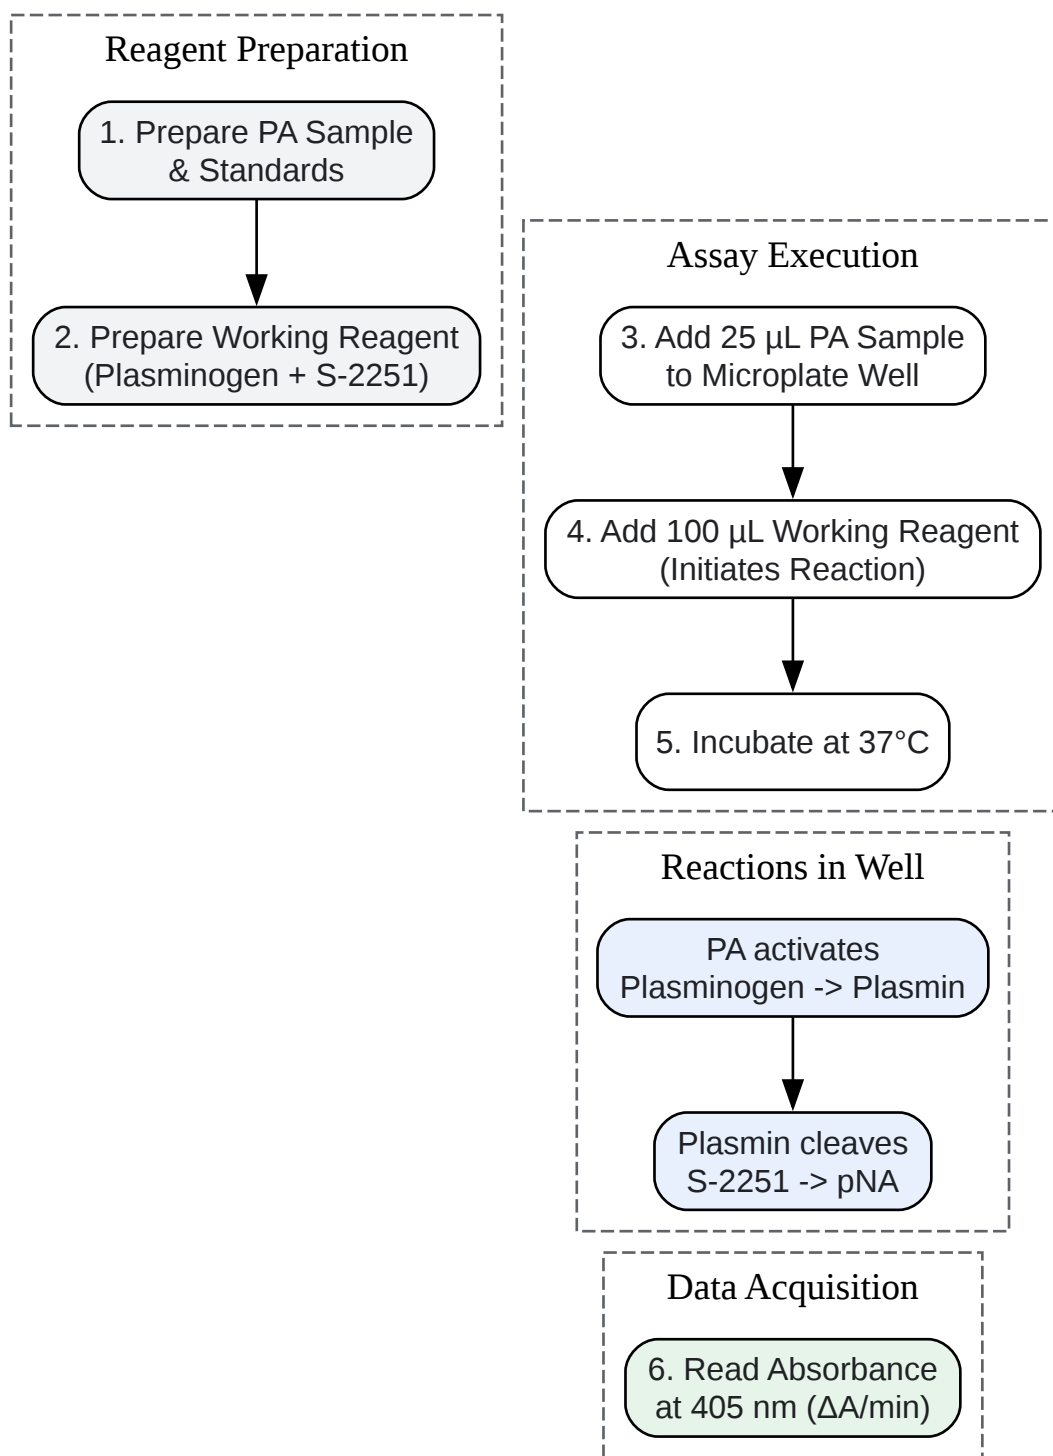 Reagent Preparation
1. Prepare PA Sample
& Standards
2. Prepare Working Reagent
(Plasminogen + S-2251)
Assay Execution
3. Add 25 µL PA Sample
to Microplate Well
4. Add 100 µL Working Reagent
(Initiates Reaction)
5. Incubate at 37°C
Reactions in Well
PA activates
Plasminogen -> Plasmin
Plasmin cleaves
S-2251 -> pNA
Data Acquisition
6. Read Absorbance
at 405 nm (ΔA/min)